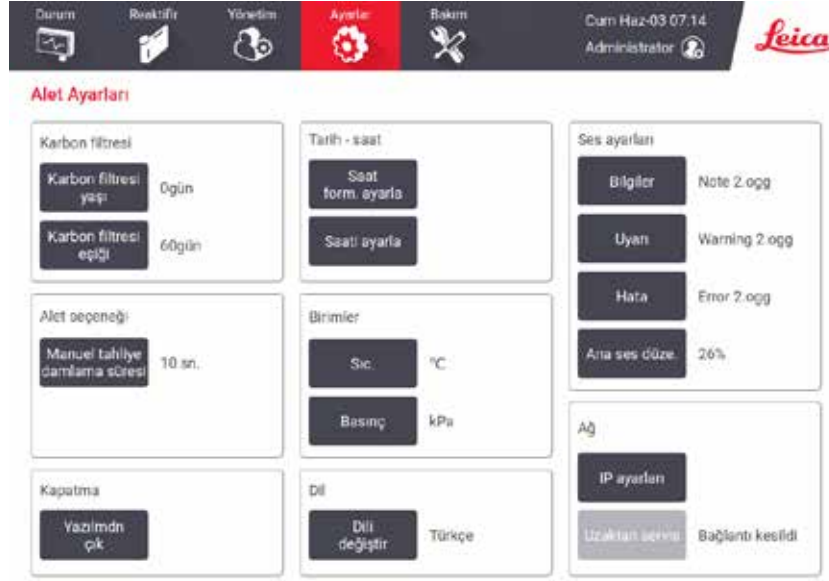 Durum Reaktifir Yönetim Ayarlar Bakım
Cum Haz-03 07.14
Administrator
Leica
Alet Ayarları
Karbon filtresi
Karbon filtresi
yaşı
0gün
Karbon filtresi
eşiği
60gün
Tarih - saat
Saat
form. ayarla
Saati ayarla
Ses ayarları
Bilgiler
Note 2.ogg
Uyarı
Warning 2.ogg
Hata
Error 2.ogg
Ana ses düze.
26%
Alet seçeneği
Manuel tahliye
damlama süresi
10 sn.
Birimler
Sıc.
°C
Basınç
kPa
Ağ
IP ayarları
Uzaktan servis
Bağlantı kesildi
Kapatma
Yazılmdn
çık
Dil
Dili
değiştir
Türkçe